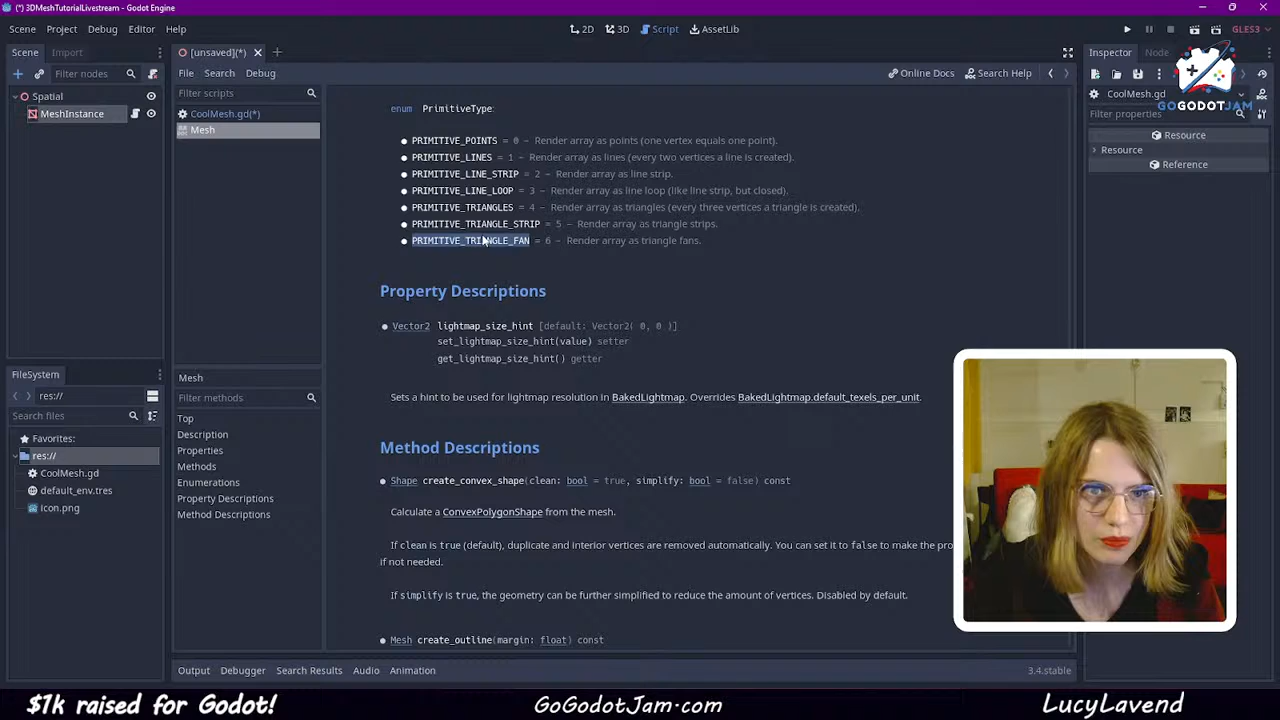 (*) 3DMeshTutorialLivestream - Godot Engine
Scene Project Debug Editor Help
2D 3D Script AssetLib
GLES3
Scene Import
[unsaved](*)
Inspector Node
Filter nodes
File Search Debug
Online Docs Search Help
GOGODOTJAM
Spatial
MeshInstance
Filter scripts
CoolMesh.gd(*)
Mesh
CoolMesh.gd
Filter properties
Resource
Resource
Reference
enum PrimitiveType:
PRIMITIVE_POINTS = 0 – Render array as points (one vertex equals one point).
PRIMITIVE_LINES = 1 – Render array as lines (every two vertices a line is created).
PRIMITIVE_LINE_STRIP = 2 – Render array as line strip.
PRIMITIVE_LINE_LOOP = 3 – Render array as line loop (like line strip, but closed).
PRIMITIVE_TRIANGLES = 4 – Render array as triangles (every three vertices a triangle is created).
PRIMITIVE_TRIANGLE_STRIP = 5 – Render array as triangle strips.
PRIMITIVE_TRIANGLE_FAN = 6 – Render array as triangle fans.
Property Descriptions
Vector2 lightmap_size_hint [default: Vector2( 0, 0 )]
set_lightmap_size_hint(value) setter
get_lightmap_size_hint() getter
Sets a hint to be used for lightmap resolution in BakedLightmap. Overrides BakedLightmap.default_texels_per_unit.
Method Descriptions
Shape create_convex_shape(clean: bool = true, simplify: bool = false) const
Calculate a ConvexPolygonShape from the mesh.
If clean is true (default), duplicate and interior vertices are removed automatically. You can set it to false to make the pro
if not needed.
If simplify is true, the geometry can be further simplified to reduce the amount of vertices. Disabled by default.
Mesh create_outline(margin: float) const
FileSystem
res://
Search files
Favorites:
res://
CoolMesh.gd
default_env.tres
icon.png
Mesh
Filter methods
Top
Description
Properties
Methods
Enumerations
Property Descriptions
Method Descriptions
Output Debugger Search Results Audio Animation
3.4.stable
$1k raised for Godot!
GoGodotJam.com
LucyLavend